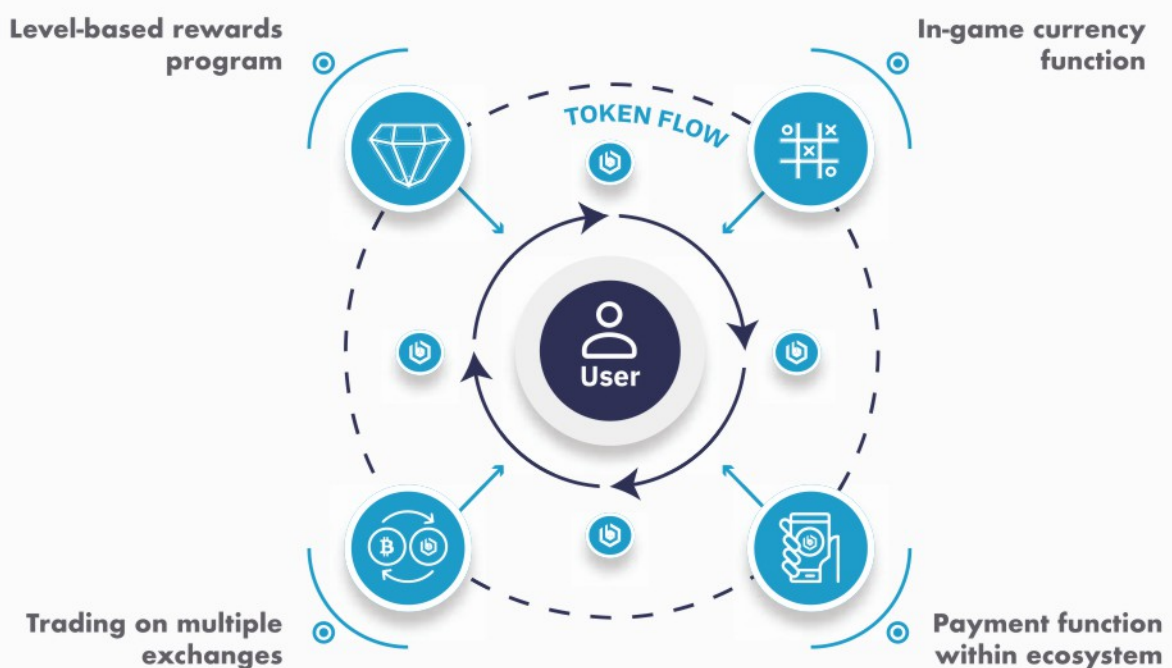 Level-based rewards
program
In-game currency
function
TOKEN FLOW
User
Trading on multiple
exchanges
Payment function
within ecosystem